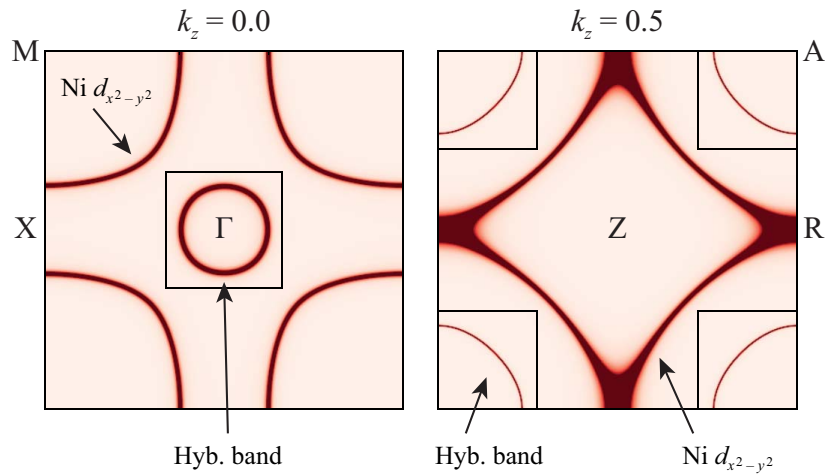 k_z = 0.0
k_z = 0.5
M
A
Ni d_{x²−y²}
X
Γ
Z
R
Hyb. band
Hyb. band
Ni d_{x²−y²}